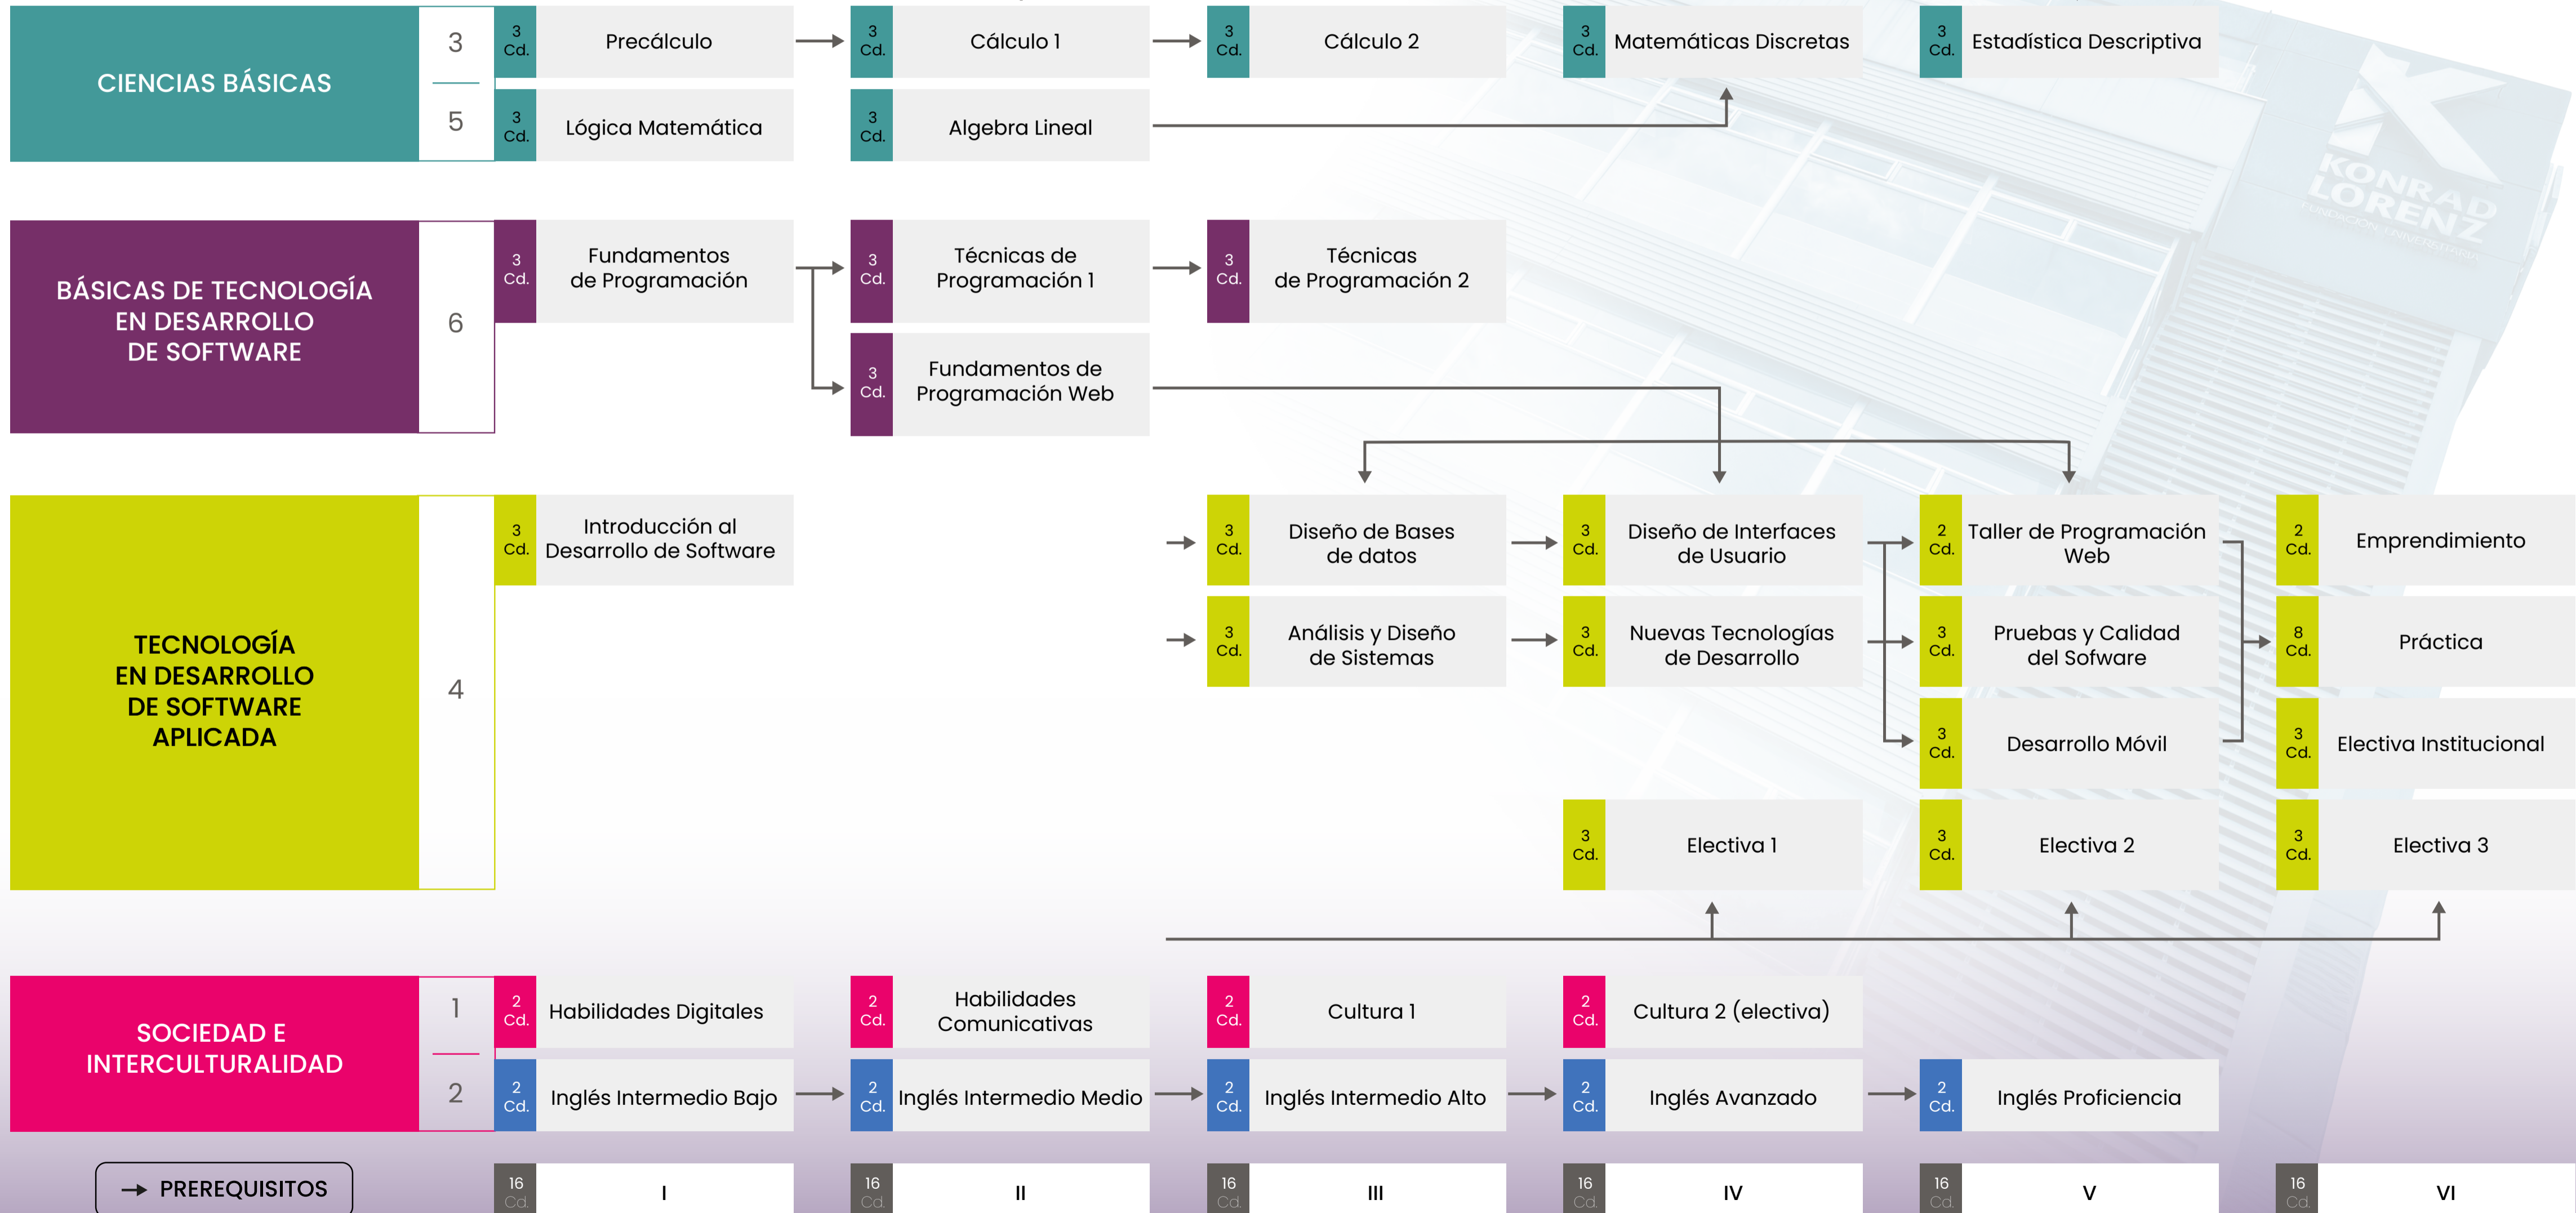 CIENCIAS BÁSICAS
3
5
3
Cd.
Precálculo
3
Cd.
Cálculo 1
3
Cd.
Cálculo 2
3
Cd.
Matemáticas Discretas
3
Cd.
Estadística Descriptiva
3
Cd.
Lógica Matemática
3
Cd.
Algebra Lineal
KONRAD
LORENZ
FUNDACIÓN UNIVERSITARIA
BÁSICAS DE TECNOLOGÍA
EN DESARROLLO
DE SOFTWARE
6
3
Cd.
Fundamentos
de Programación
3
Cd.
Técnicas de
Programación 1
3
Cd.
Técnicas
de Programación 2
3
Cd.
Fundamentos de
Programación Web
TECNOLOGÍA
EN DESARROLLO
DE SOFTWARE
APLICADA
4
3
Cd.
Introducción al
Desarrollo de Software
3
Cd.
Diseño de Bases
de datos
3
Cd.
Diseño de Interfaces
de Usuario
2
Cd.
Taller de Programación
Web
2
Cd.
Emprendimiento
3
Cd.
Análisis y Diseño
de Sistemas
3
Cd.
Nuevas Tecnologías
de Desarrollo
3
Cd.
Pruebas y Calidad
del Sofware
8
Cd.
Práctica
3
Cd.
Desarrollo Móvil
3
Cd.
Electiva Institucional
3
Cd.
Electiva 1
3
Cd.
Electiva 2
3
Cd.
Electiva 3
SOCIEDAD E
INTERCULTURALIDAD
1
2
2
Cd.
Habilidades Digitales
2
Cd.
Habilidades
Comunicativas
2
Cd.
Cultura 1
2
Cd.
Cultura 2 (electiva)
2
Cd.
Inglés Intermedio Bajo
2
Cd.
Inglés Intermedio Medio
2
Cd.
Inglés Intermedio Alto
2
Cd.
Inglés Avanzado
2
Cd.
Inglés Proficiencia
PREREQUISITOS
16
Cd.
I
16
Cd.
II
16
Cd.
III
16
Cd.
IV
16
Cd.
V
16
Cd.
VI